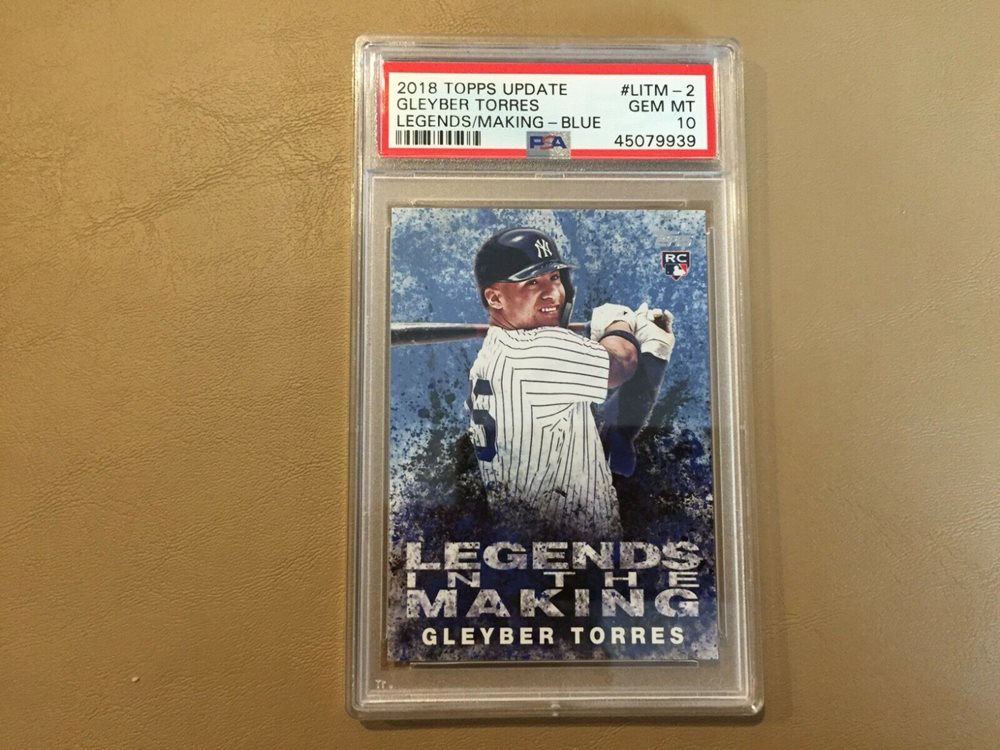 2018 TOPPS UPDATE #LITM-2
GLEYBER TORRES GEM MT
LEGENDS/MAKING-BLUE 10
PSA 45079939
NY
RC
5
LEGENDS
IN THE
MAKING
GLEYBER TORRES